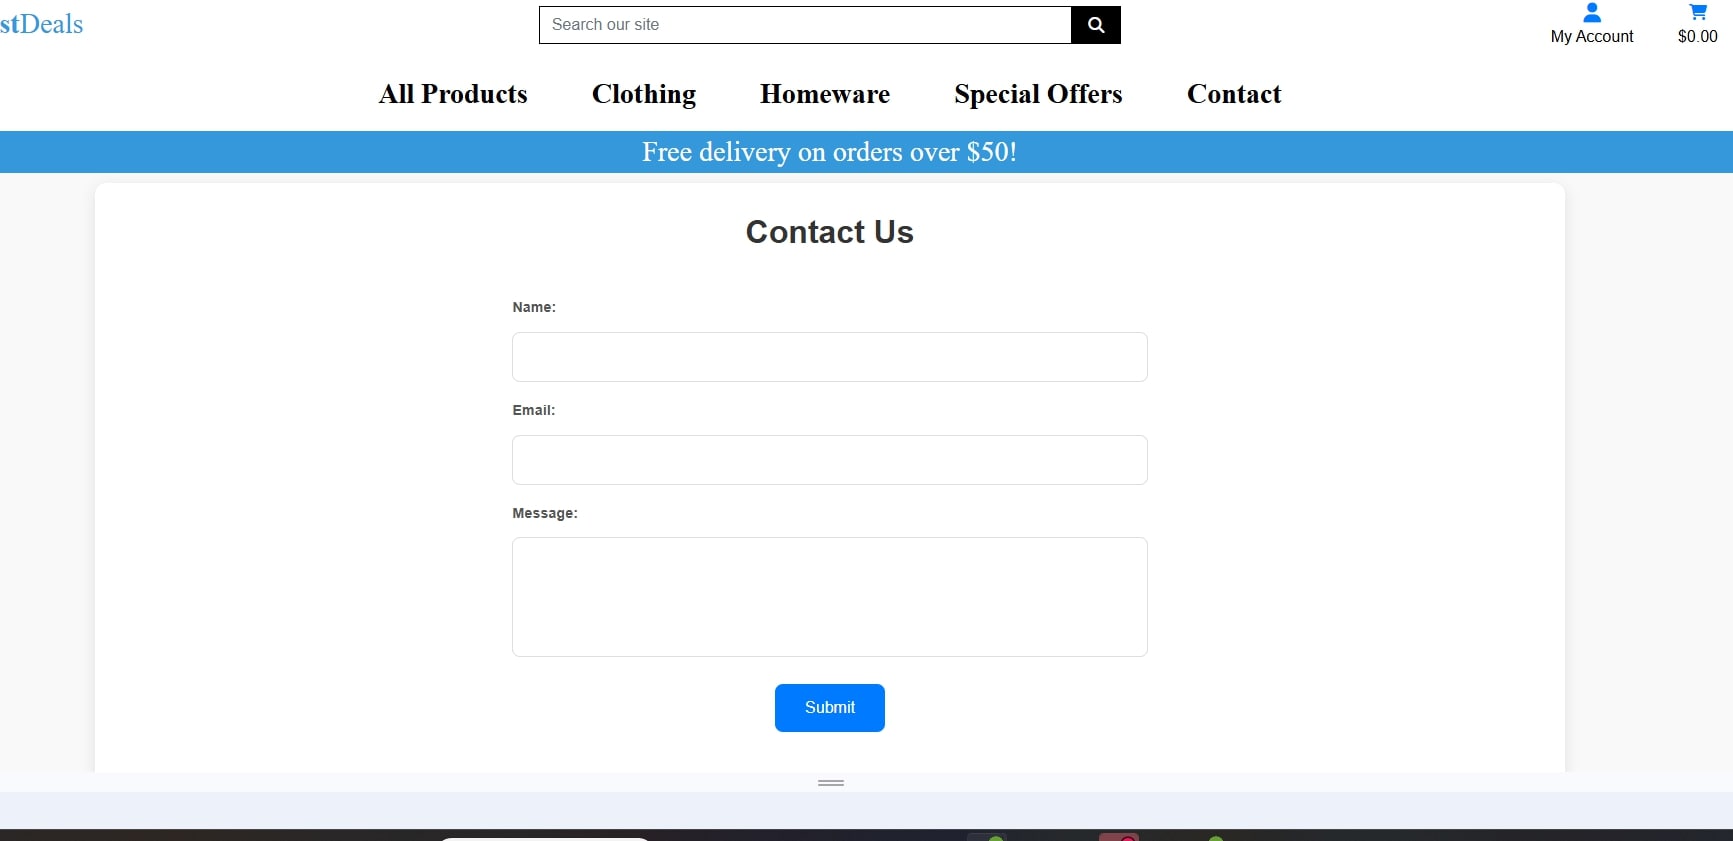 stDeals
Search our site
My Account
$0.00
All Products Clothing Homeware Special Offers Contact
Free delivery on orders over $50!
Contact Us
Name:
Email:
Message:
Submit